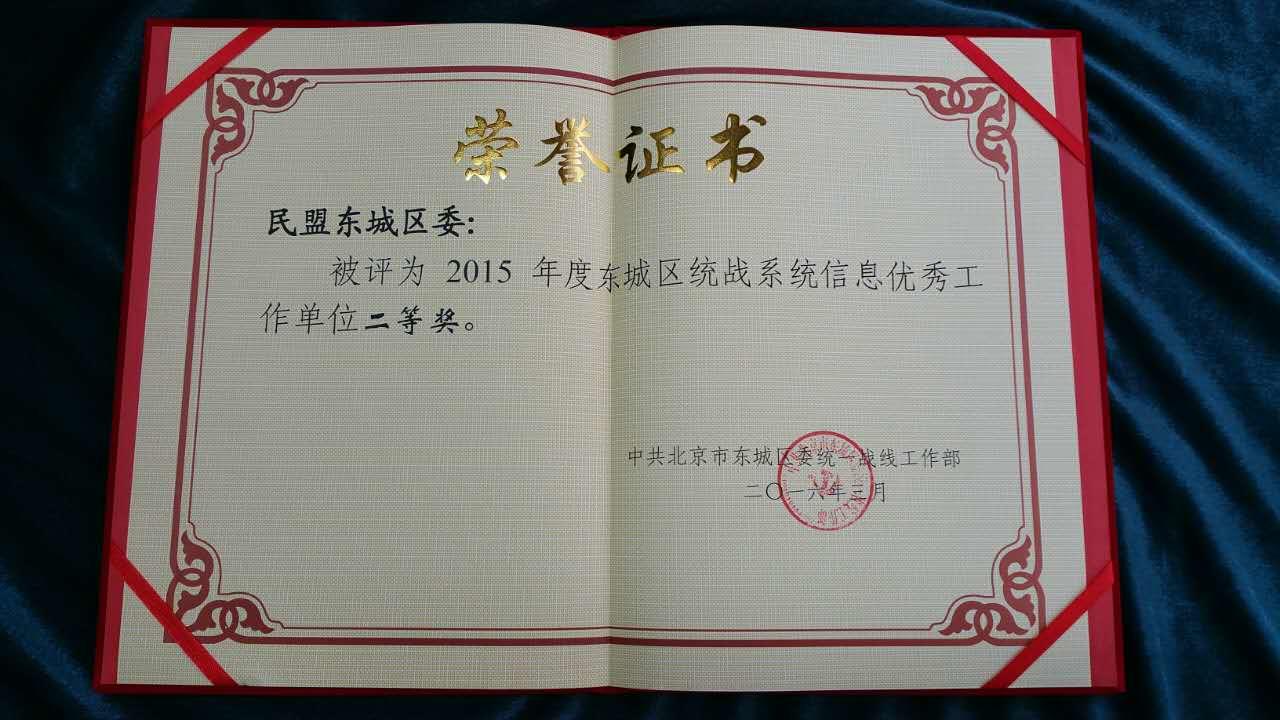 荣誉证书
民盟东城区委:
被评为 2015 年度东城区统战系统信息优秀工
作单位二等奖。
中共北京市东城区委统一战线工作部
二〇一六年三月